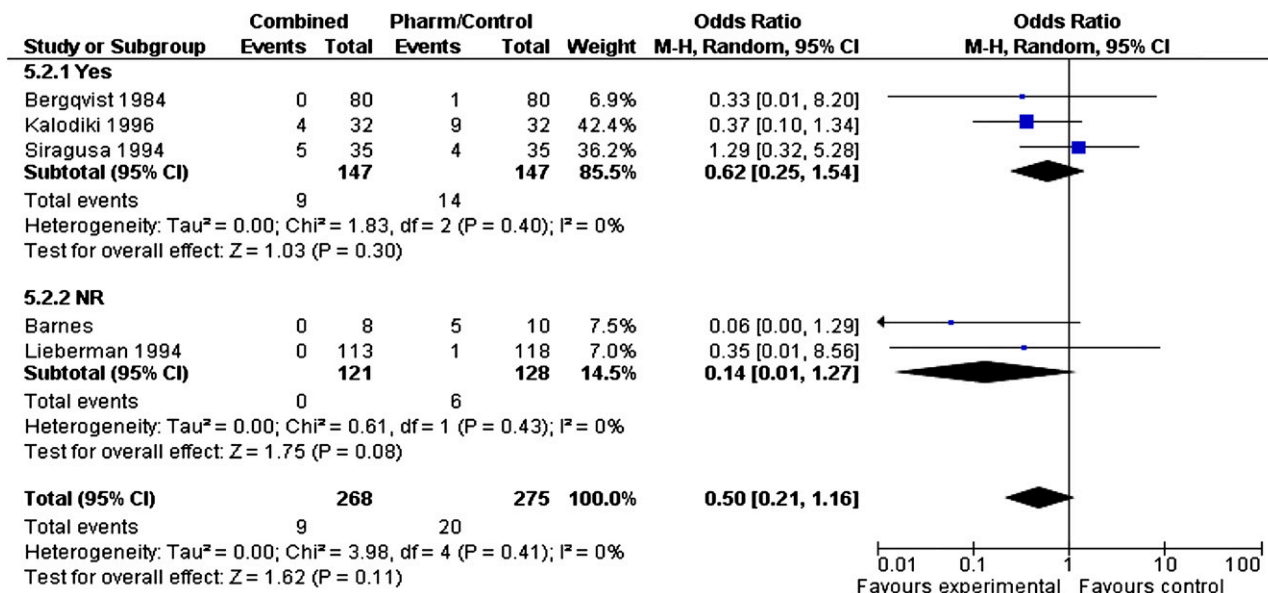 Combined Pharm/Control Odds Ratio Odds Ratio
Study or Subgroup Events Total Events Total Weight M-H, Random, 95% CI M-H, Random, 95% CI
5.2.1 Yes
Bergqvist 1984 0 80 1 80 6.9% 0.33 [0.01, 8.20]
Kalodiki 1996 4 32 9 32 42.4% 0.37 [0.10, 1.34]
Siragusa 1994 5 35 4 35 36.2% 1.29 [0.32, 5.28]
Subtotal (95% CI) 147 147 85.5% 0.62 [0.25, 1.54]
Total events 9 14
Heterogeneity: Tau² = 0.00; Chi² = 1.83, df = 2 (P = 0.40); I² = 0%
Test for overall effect: Z = 1.03 (P = 0.30)
5.2.2 NR
Barnes 0 8 5 10 7.5% 0.06 [0.00, 1.29]
Lieberman 1994 0 113 1 118 7.0% 0.35 [0.01, 8.56]
Subtotal (95% CI) 121 128 14.5% 0.14 [0.01, 1.27]
Total events 0 6
Heterogeneity: Tau² = 0.00; Chi² = 0.61, df = 1 (P = 0.43); I² = 0%
Test for overall effect: Z = 1.75 (P = 0.08)
Total (95% CI) 268 275 100.0% 0.50 [0.21, 1.16]
Total events 9 20
Heterogeneity: Tau² = 0.00; Chi² = 3.98, df = 4 (P = 0.41); I² = 0%
Test for overall effect: Z = 1.62 (P = 0.11)
0.01 0.1 1 10 100
Favours experimental Favours control